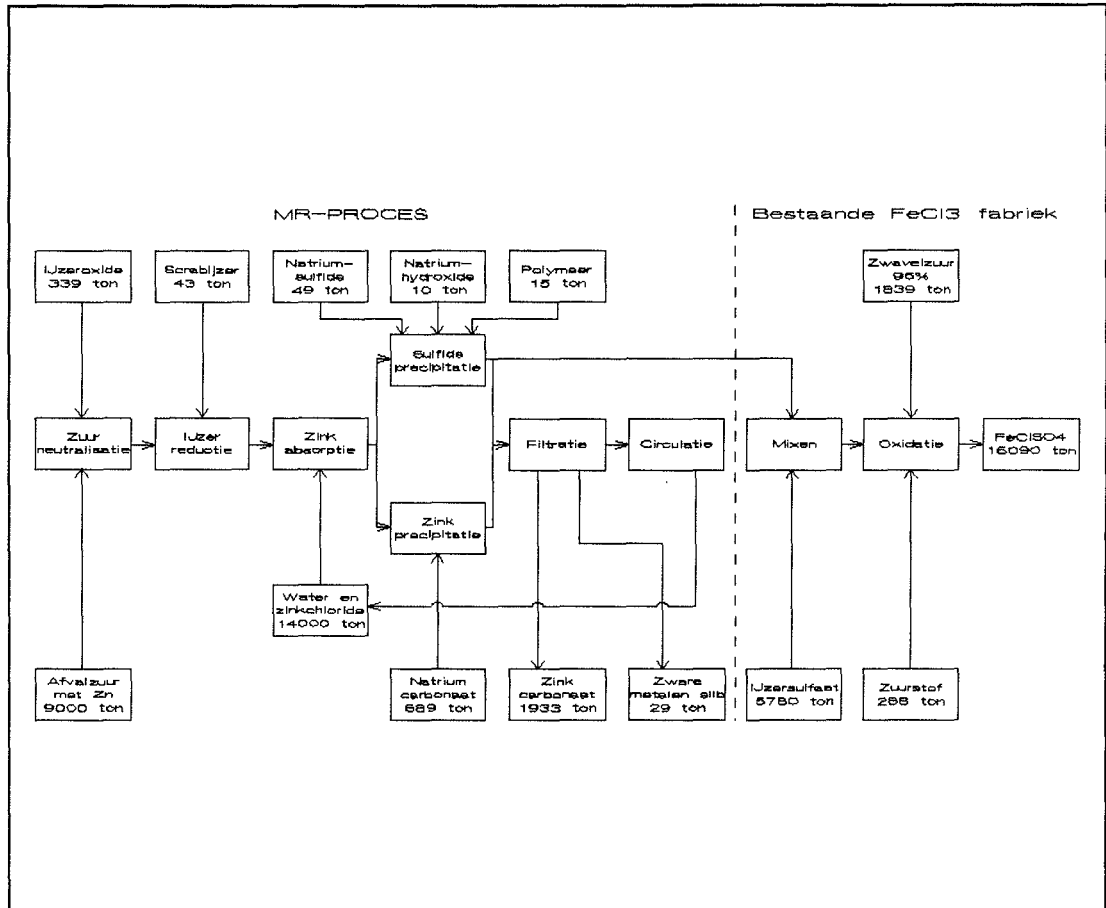 MR-PROCES
Bestaande FeCl3 fabriek
IJzeroxide
339 ton
Scrabijzer
43 ton
Natrium-
sulfide
49 ton
Natrium-
hydroxide
10 ton
Polymeer
15 ton
Zwavelzuur
96%
1839 ton
Sulfide
precipitatie
Zuur
neutralisatie
IJzer
reductie
Zink
absorptie
Filtratie
Circulatie
Mixen
Oxidatie
FeClSO4
16090 ton
Zink
precipitatie
Water en
zinkchloride
14000 ton
Afvalzuur
met Zn
9000 ton
Natrium
carbonaat
689 ton
Zink
carbonaat
1933 ton
Zware
metalen slib
29 ton
IJzersulfaat
5780 ton
Zuurstof
288 ton